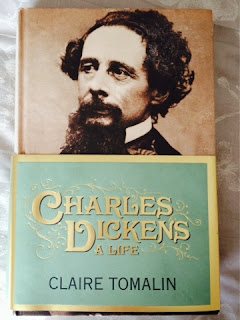 CHARLES
DICKENS
A LIFE
CLAIRE TOMALIN